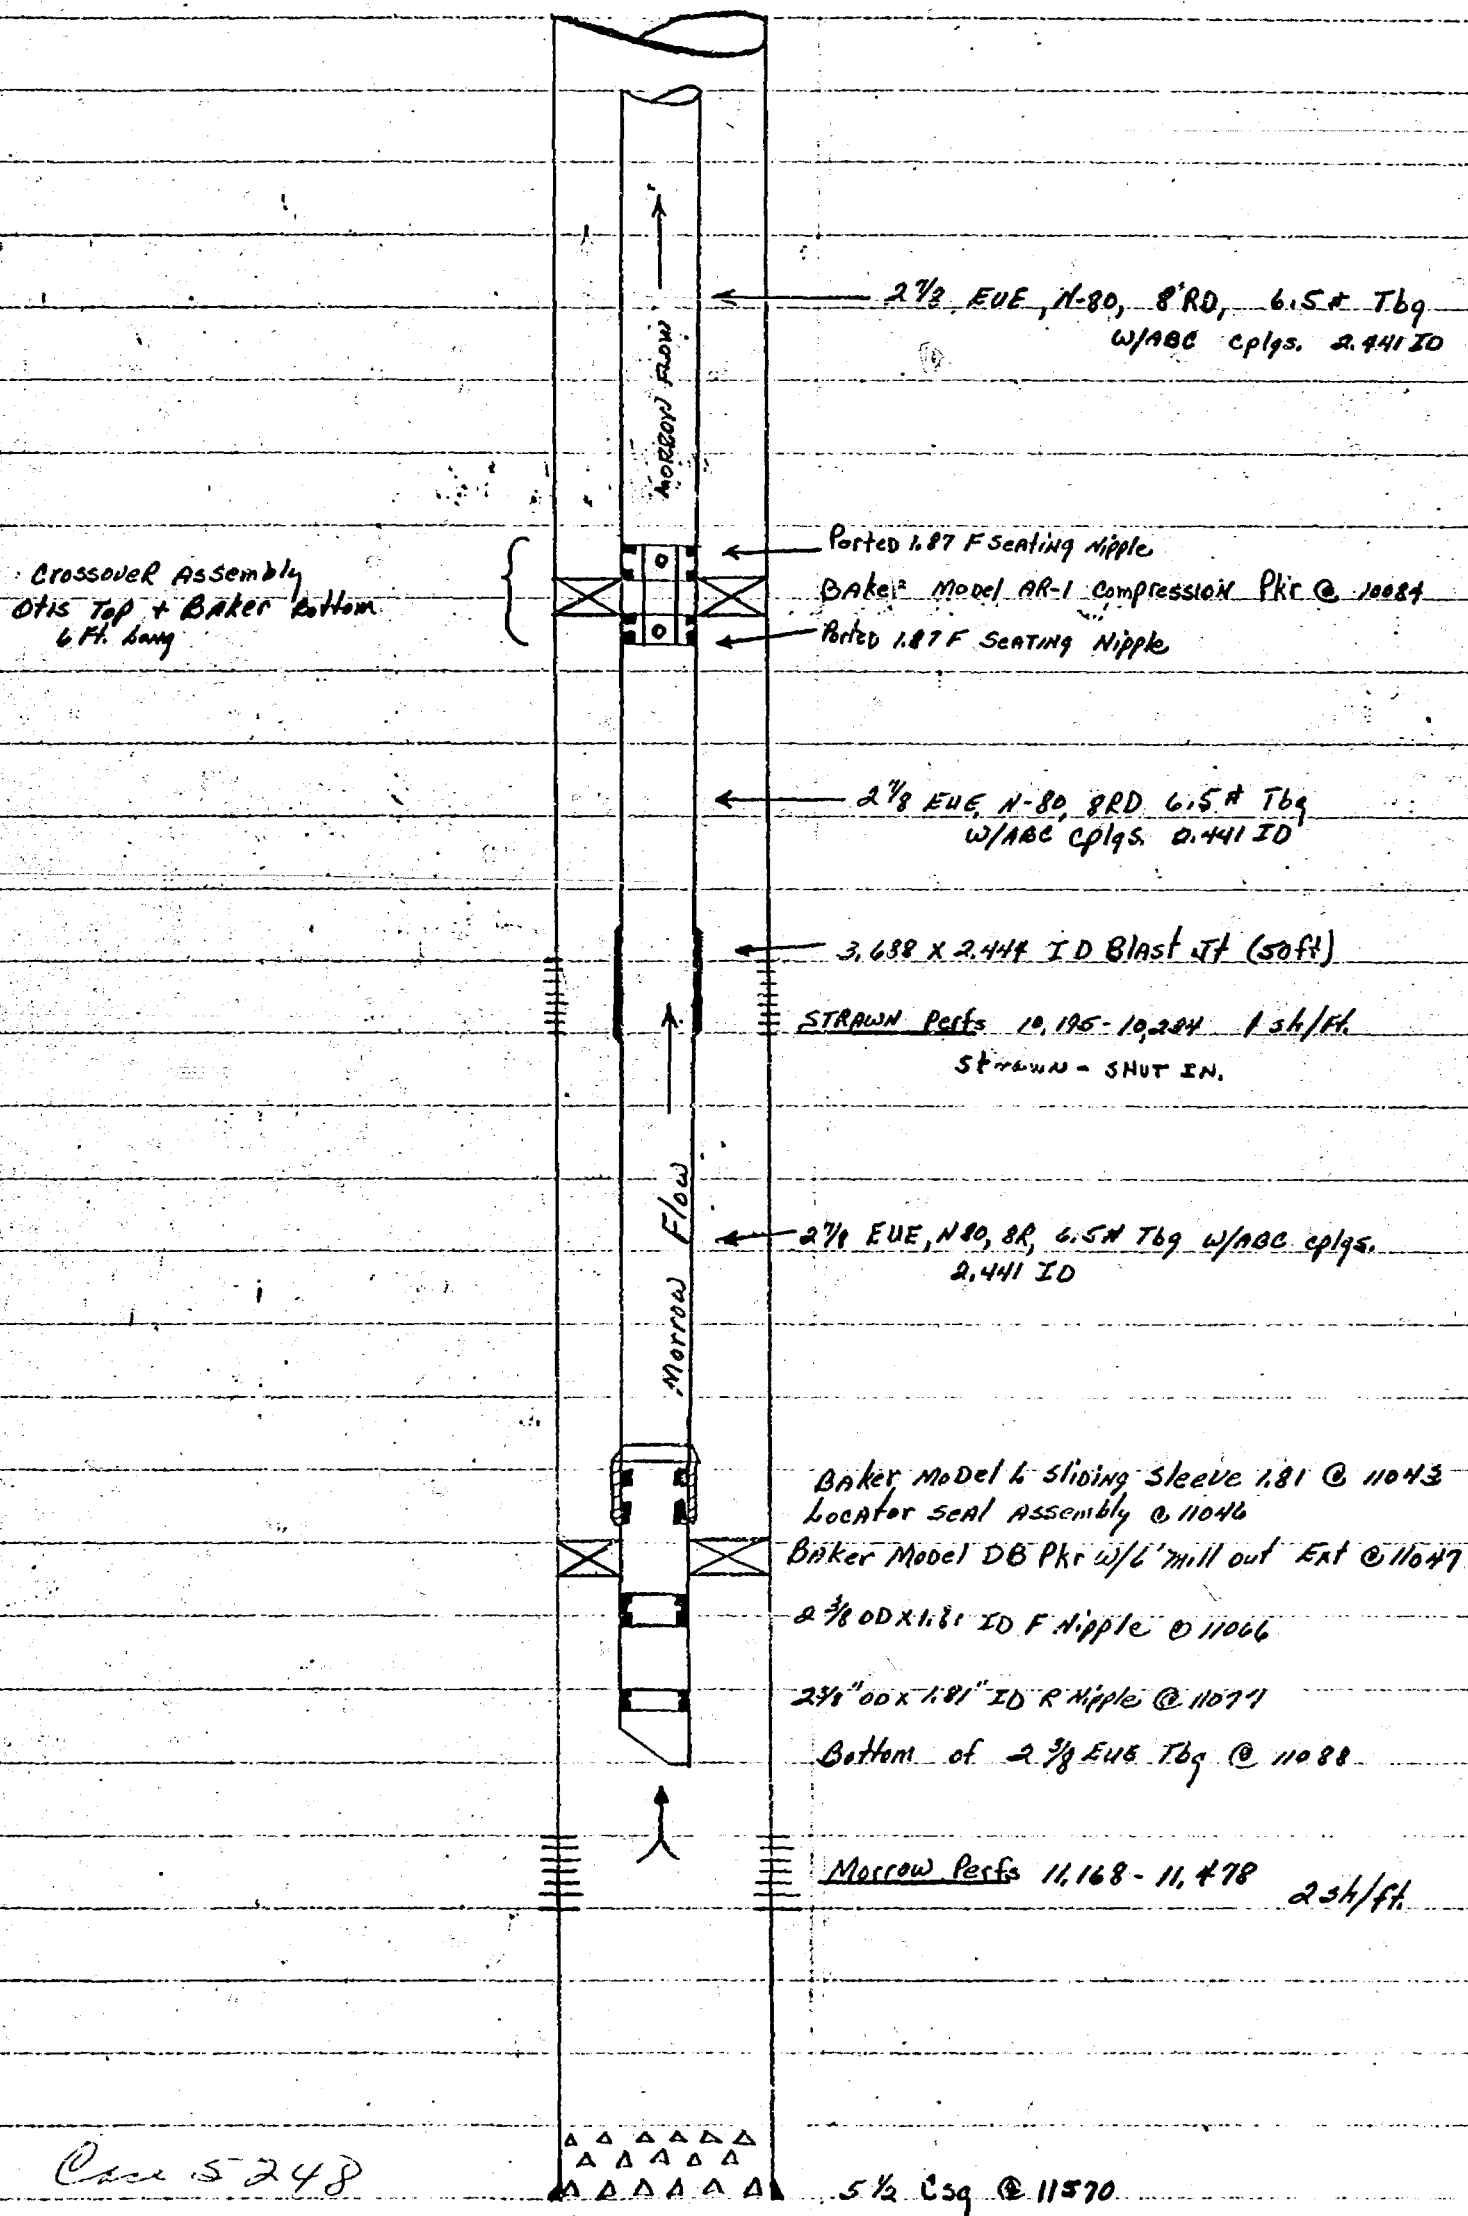 2 7/8 EUE, N-80, 8'RD, 6.5# Tbg
W/ABC cplgs. 2.441 ID
MORROW FLOW
Crossover Assembly
Otis Top + Baker Bottom
6 Ft. Long
Ported 1.87 F Seating Nipple
Baker Model AR-1 Compression Pkr @ 10084
Ported 1.87 F Seating Nipple
2 7/8 EUE, N-80, 8RD 6.5# Tbg
W/ABC cplgs. 2.441 ID
3.688 X 2.444 ID Blast Jt (50ft)
STRAWN Perfs 10,195-10,224 1 sh/Ft.
Strawn - SHUT IN.
Morrow Flow
2 7/8 EUE, N80, 8R, 6.5# Tbg W/ABC cplgs.
2.441 ID
Baker Model L Sliding Sleeve 1.81 @ 11043
Locator Seal Assembly @ 11046
Baker Model DB Pkr w/6' mill out Ext @ 11047
2 3/8 OD X 1.81 ID F Nipple @ 11066
2 3/8" OD x 1.81" ID R Nipple @ 11077
Bottom of 2 3/8 EUE Tbg @ 11088
Morrow Perfs 11,168-11,478 2 sh/ft.
Case 5248
5 1/2 Csg @ 11570